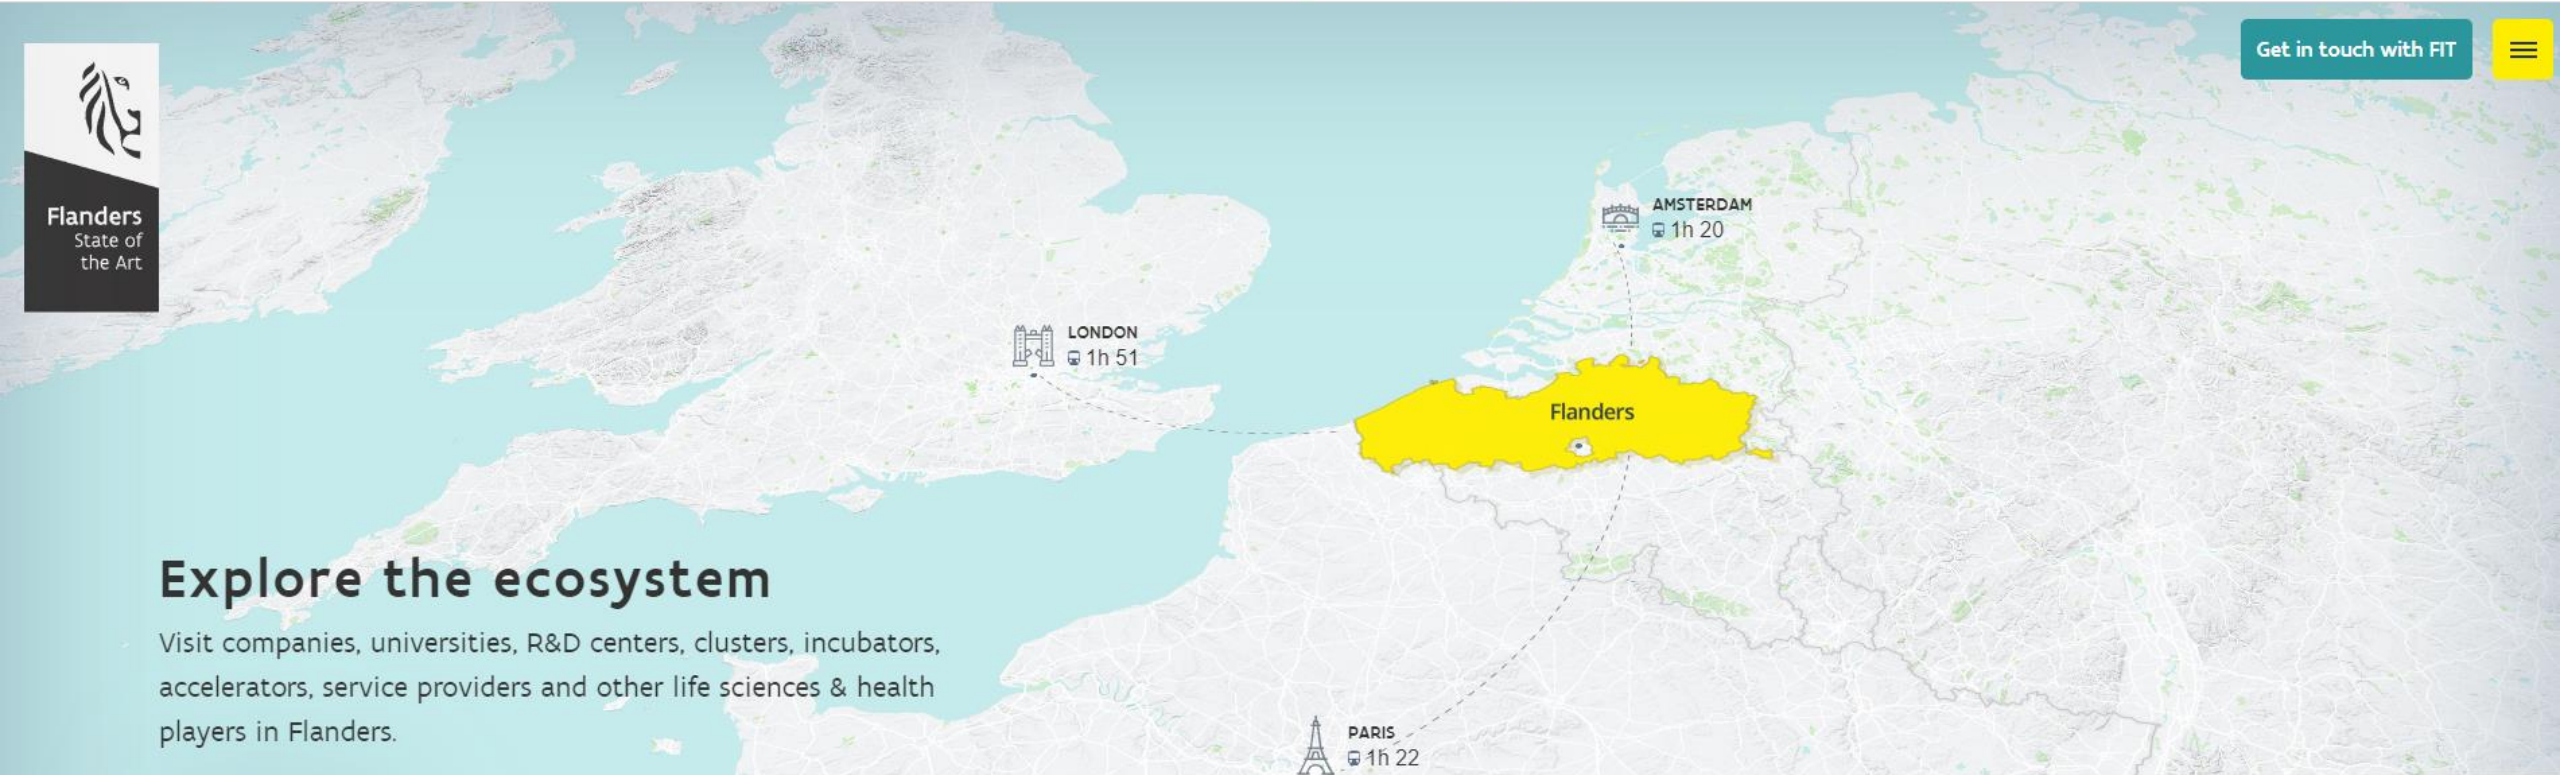 Get in touch with FIT
Flanders
State of
the Art
AMSTERDAM
1h 20
LONDON
1h 51
Flanders
Explore the ecosystem
Visit companies, universities, R&D centers, clusters, incubators,
accelerators, service providers and other life sciences & health
players in Flanders.
PARIS
1h 22